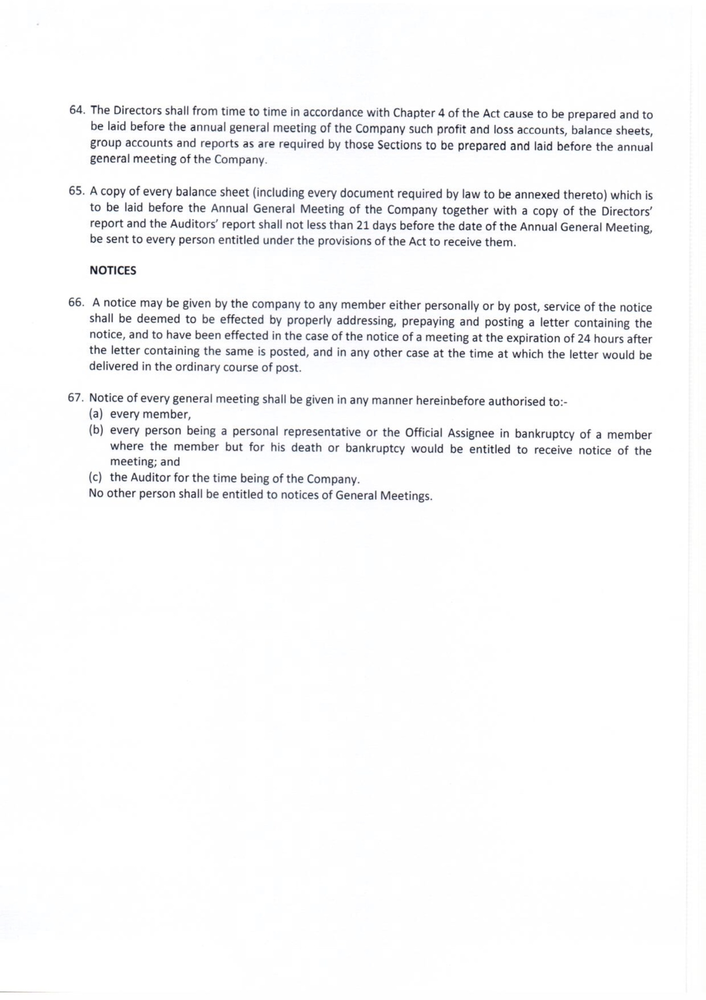 64. The Directors shall from time to time in accordance with Chapter 4 of the Act cause to be prepared and to
be laid before the annual general meeting of the Company such profit and loss accounts, balance sheets,
group accounts and reports as are required by those Sections to be prepared and laid before the annual
general meeting of the Company.
65. A copy of every balance sheet (including every document required by law to be annexed thereto) which is
to be laid before the Annual General Meeting of the Company together with a copy of the Directors’
report and the Auditors’ report shall not less than 21 days before the date of the Annual General Meeting,
be sent to every person entitled under the provisions of the Act to receive them.
NOTICES
66. A notice may be given by the company to any member either personally or by post, service of the notice
shall be deemed to be effected by properly addressing, prepaying and posting a letter containing the
notice, and to have been effected in the case of the notice of a meeting at the expiration of 24 hours after
the letter containing the same is posted, and in any other case at the time at which the letter would be
delivered in the ordinary course of post.
67. Notice of every general meeting shall be given in any manner hereinbefore authorised to:-
(a) every member,
(b) every person being a personal representative or the Official Assignee in bankruptcy of a member
where the member but for his death or bankruptcy would be entitled to receive notice of the
meeting; and
(c) the Auditor for the time being of the Company.
No other person shall be entitled to notices of General Meetings.